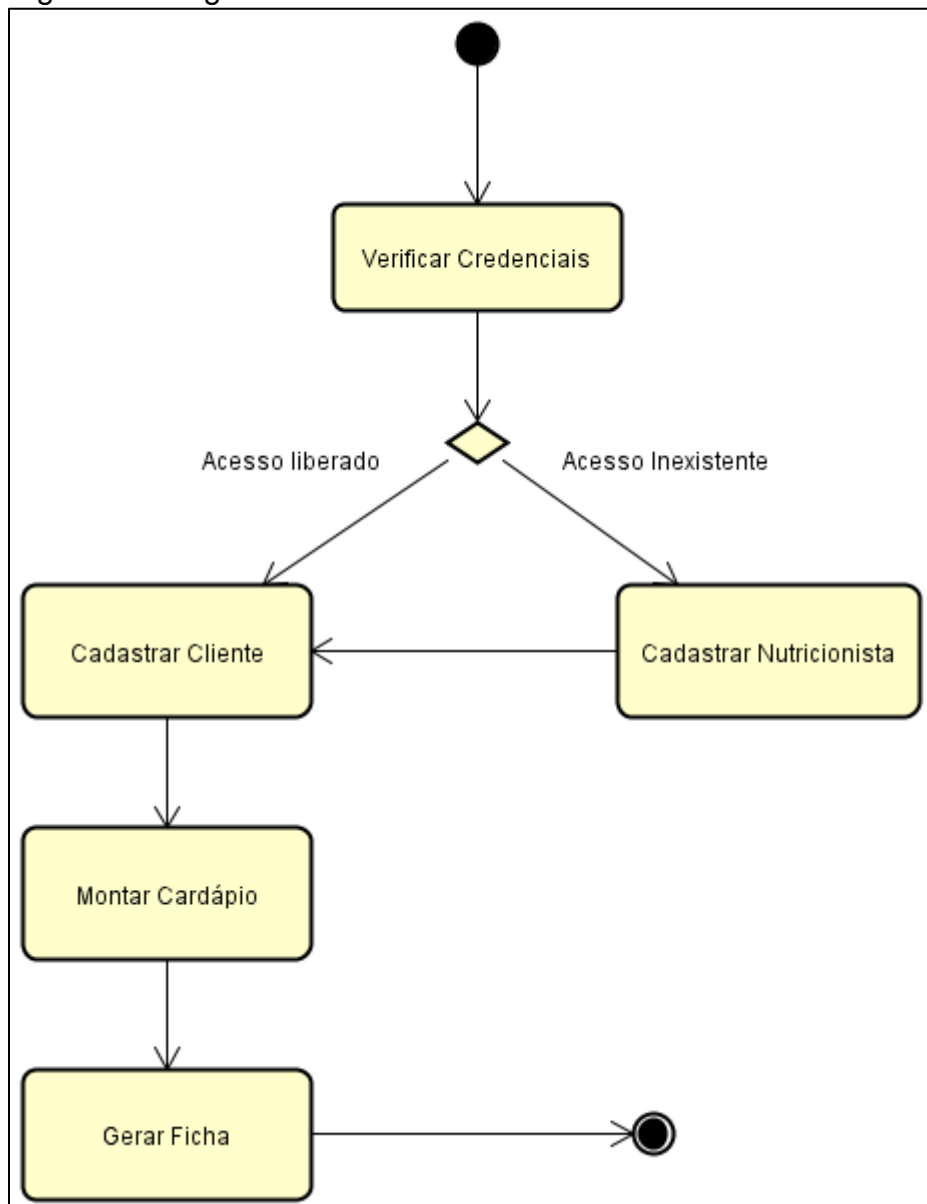 Verificar Credenciais
Acesso liberado
Acesso Inexistente
Cadastrar Cliente
Cadastrar Nutricionista
Montar Cardápio
Gerar Ficha